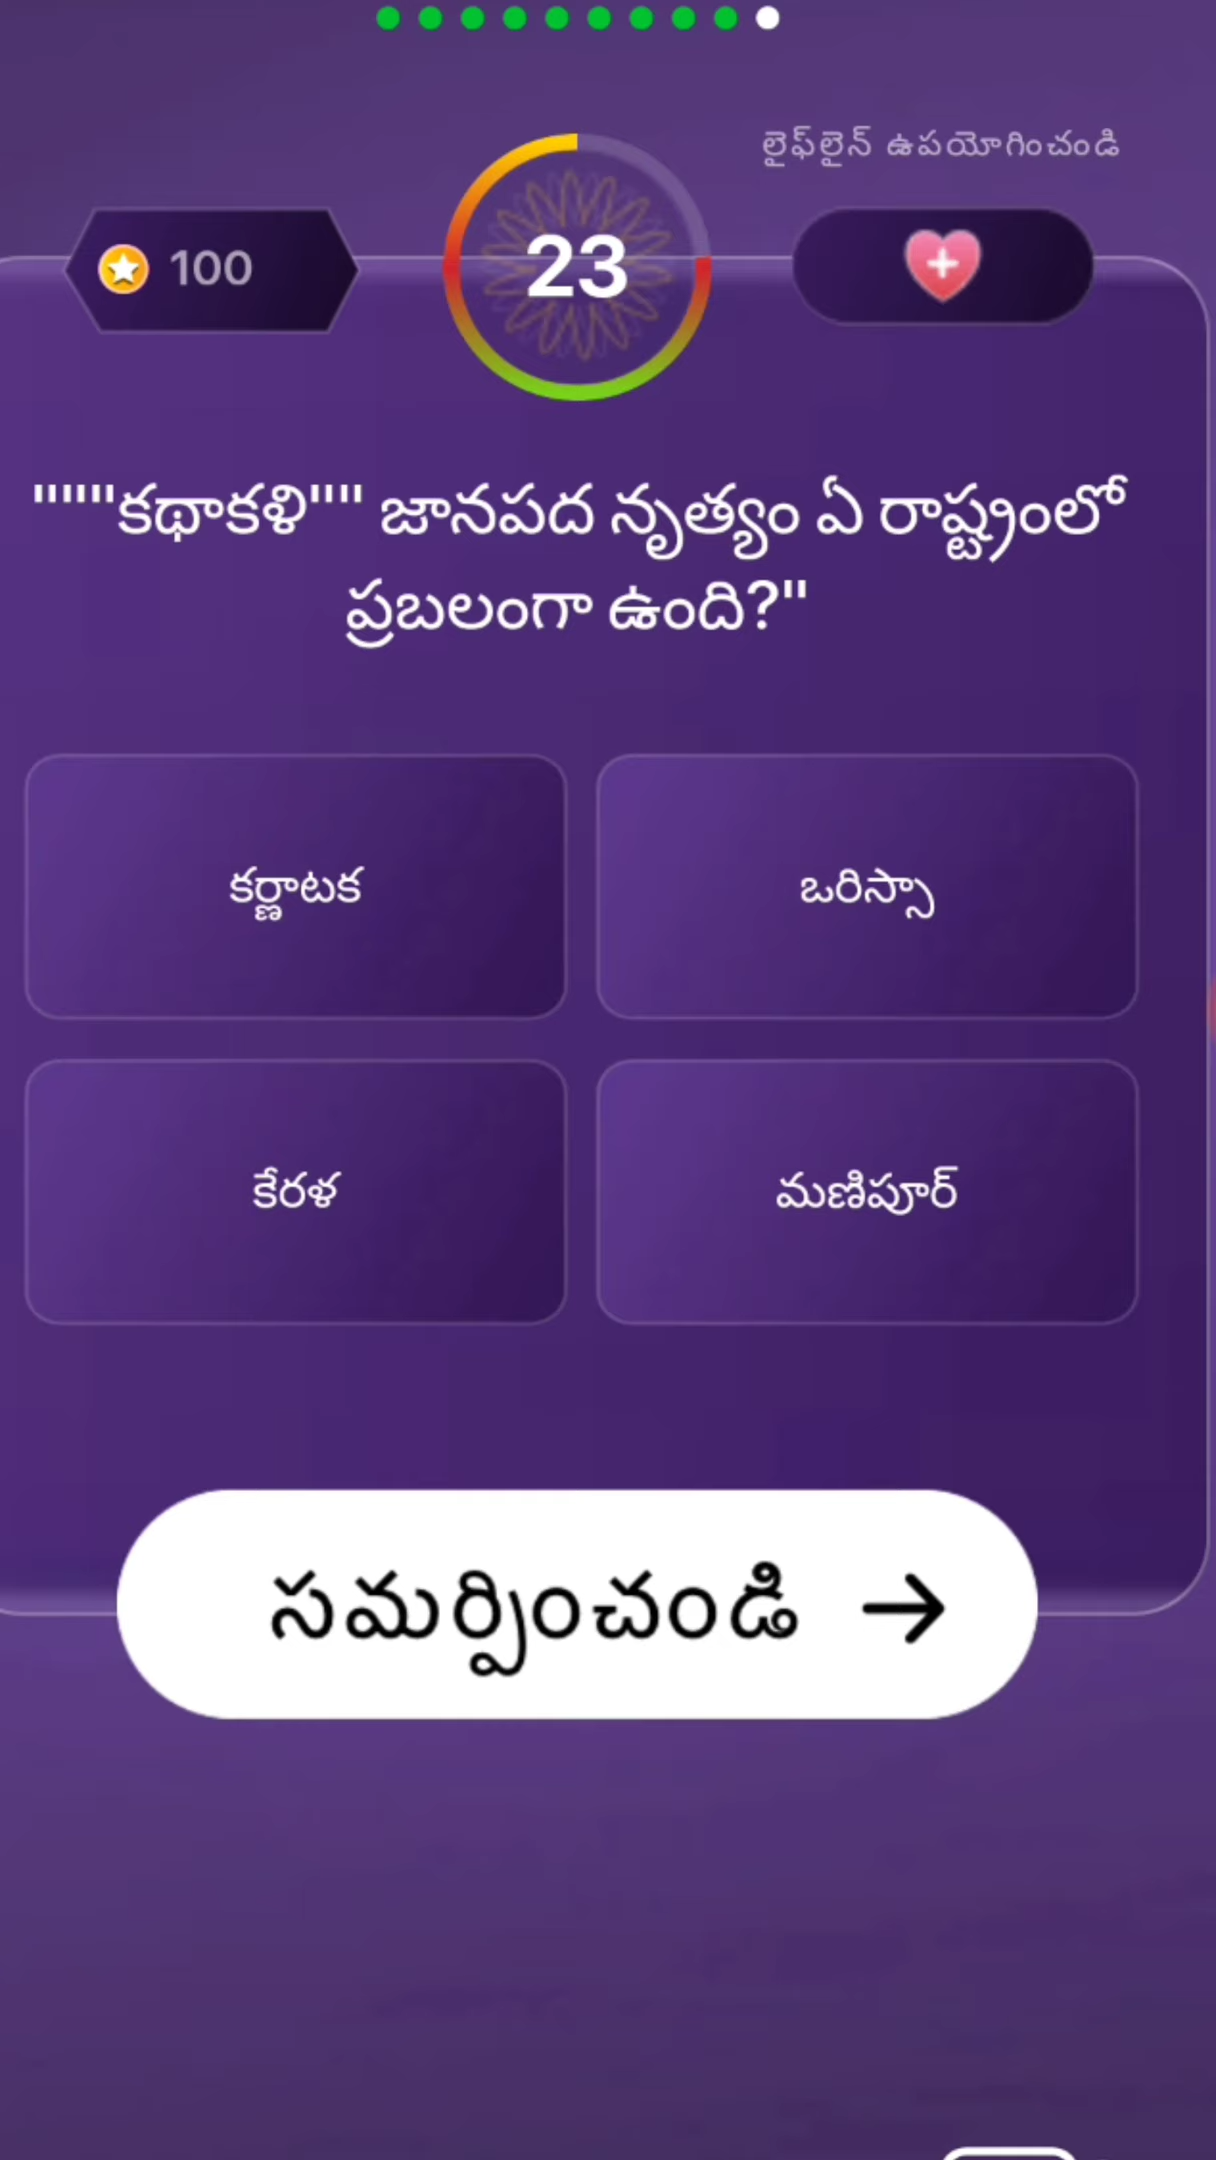 లైఫ్‌లైన్ ఉపయోగించండి
100
23
"""""కథాకళి"" జానపద నృత్యం ఏ రాష్ట్రంలో
ప్రబలంగా ఉంది?"
కర్ణాటక
ఒరిస్సా
కేరళ
మణిపూర్
సమర్పించండి